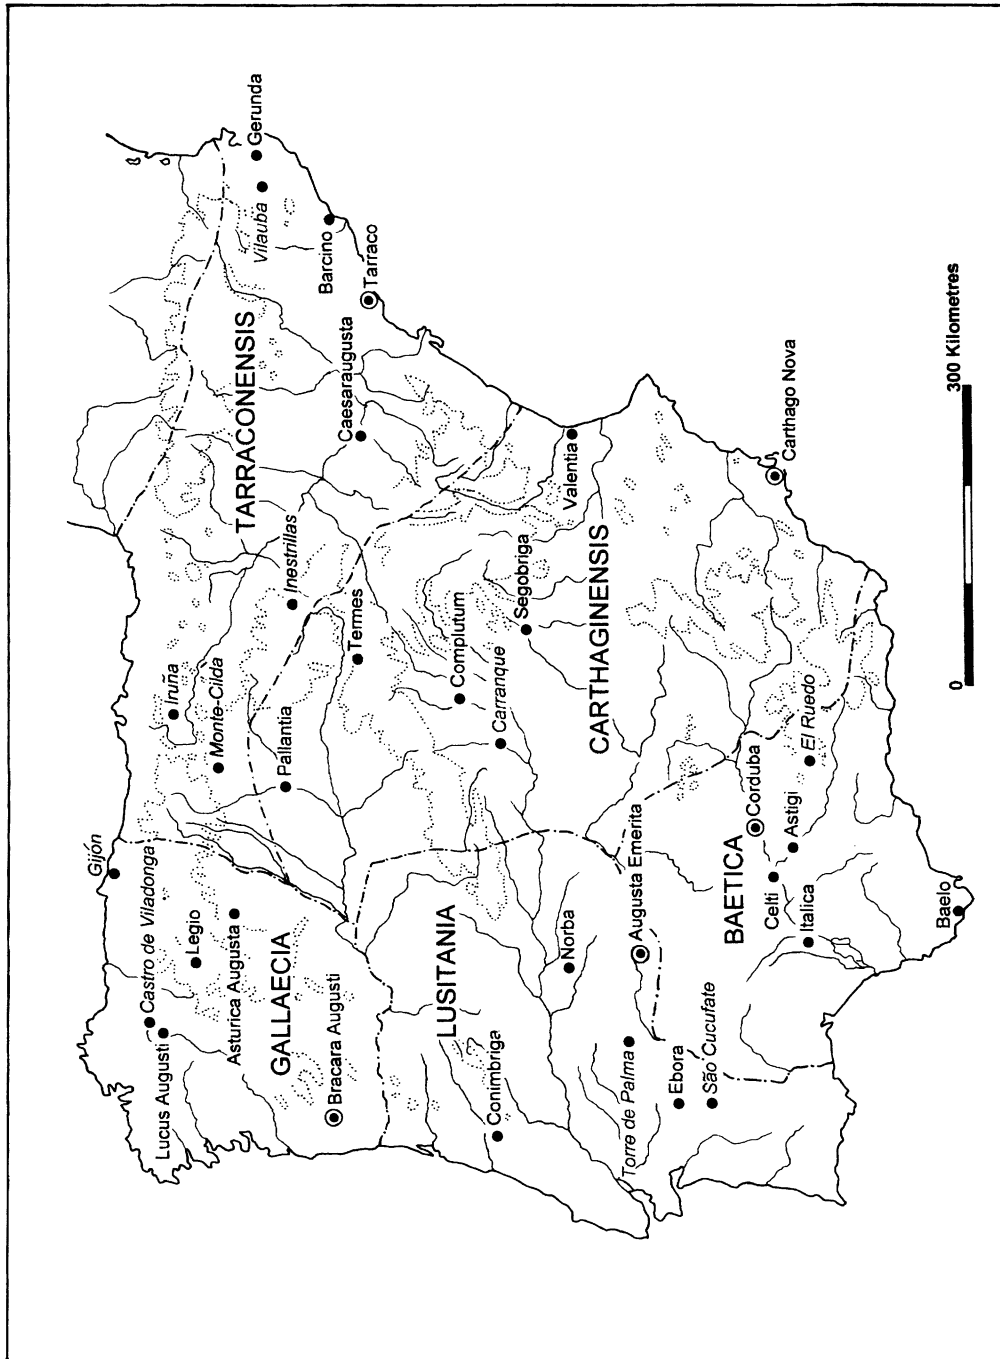 Gijón
Castro de Viladonga
Lucus Augusti
Legio
Asturica Augusta
GALLAECIA
Bracara Augusti
Iruña
Monte-Cilda
Pallantia
Inestrillas
TARRACONENSIS
Termes
Caesaraugusta
Vilauba
Gerunda
Barcino
Tarraco
Complutum
Carranque
Segobriga
Valentia
CARTHAGINENSIS
Carthago Nova
LUSITANIA
Conimbriga
Norba
Augusta Emerita
Torre de Palma
Ebora
São Cucufate
BAETICA
Corduba
Celti
Astigi
Italica
El Ruedo
Baelo
0
300 Kilometres